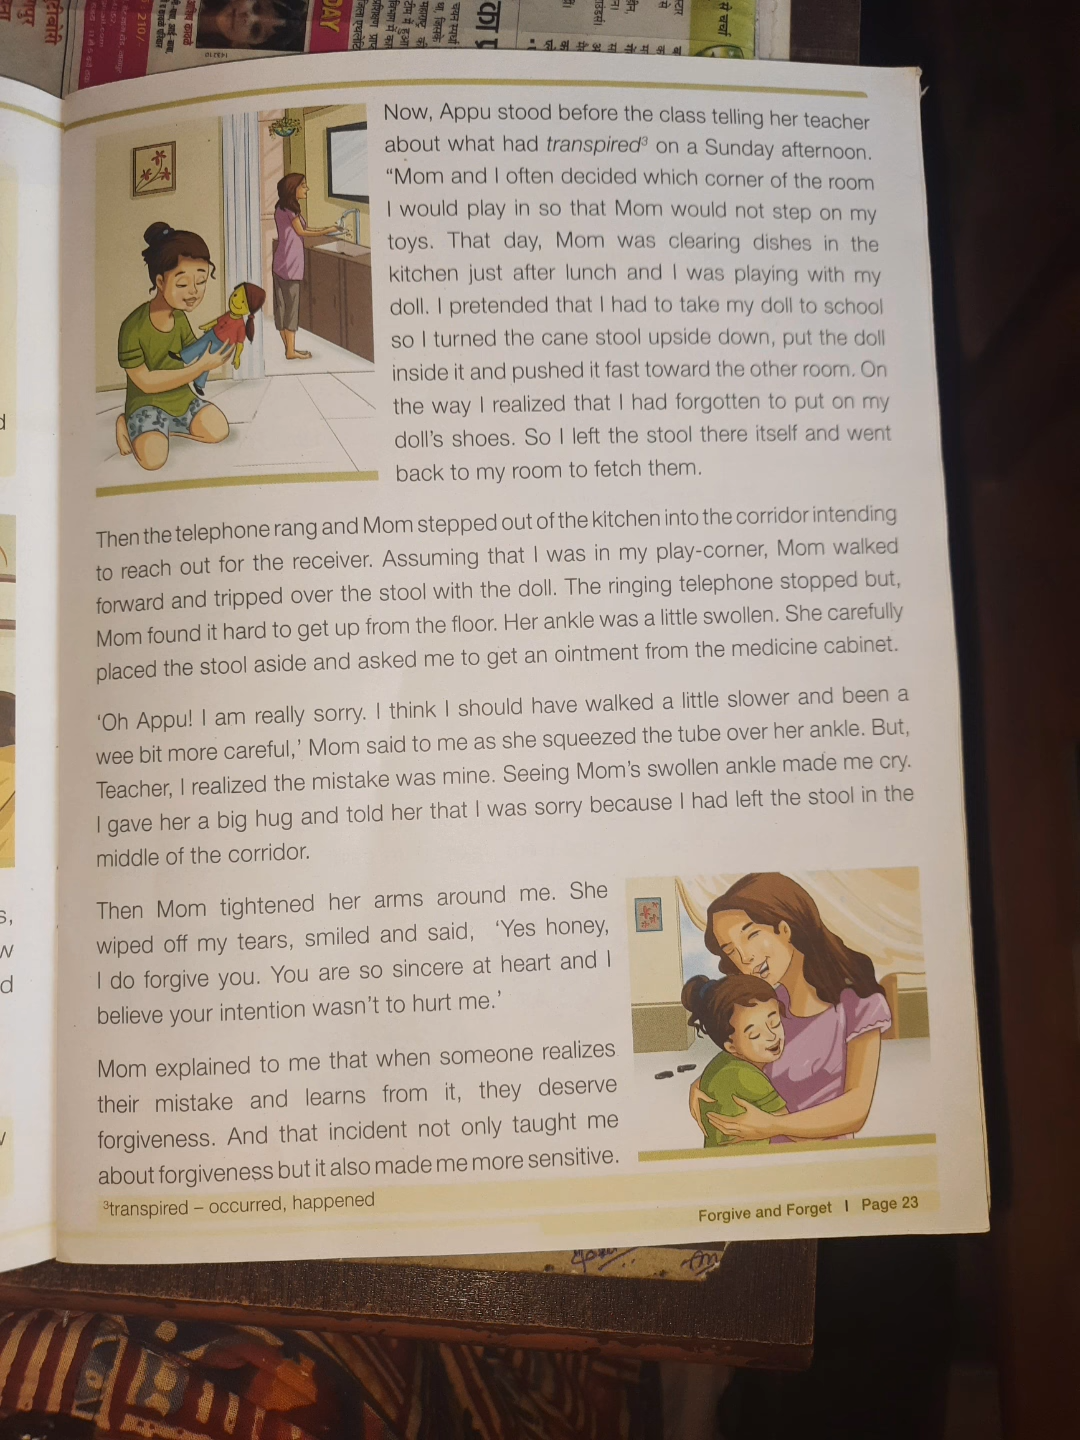 Now, Appu stood before the class telling her teacher
about what had transpired³ on a Sunday afternoon.
“Mom and I often decided which corner of the room
I would play in so that Mom would not step on my
toys. That day, Mom was clearing dishes in the
kitchen just after lunch and I was playing with my
doll. I pretended that I had to take my doll to school
so I turned the cane stool upside down, put the doll
inside it and pushed it fast toward the other room. On
the way I realized that I had forgotten to put on my
doll’s shoes. So I left the stool there itself and went
back to my room to fetch them.
Then the telephone rang and Mom stepped out of the kitchen into the corridor intending
to reach out for the receiver. Assuming that I was in my play-corner, Mom walked
forward and tripped over the stool with the doll. The ringing telephone stopped but,
Mom found it hard to get up from the floor. Her ankle was a little swollen. She carefully
placed the stool aside and asked me to get an ointment from the medicine cabinet.
‘Oh Appu! I am really sorry. I think I should have walked a little slower and been a
wee bit more careful,’ Mom said to me as she squeezed the tube over her ankle. But,
Teacher, I realized the mistake was mine. Seeing Mom’s swollen ankle made me cry.
I gave her a big hug and told her that I was sorry because I had left the stool in the
middle of the corridor.
Then Mom tightened her arms around me. She
wiped off my tears, smiled and said, ‘Yes honey,
I do forgive you. You are so sincere at heart and I
believe your intention wasn’t to hurt me.’
Mom explained to me that when someone realizes
their mistake and learns from it, they deserve
forgiveness. And that incident not only taught me
about forgiveness but it also made me more sensitive.
³transpired – occurred, happened
Forgive and Forget I Page 23
DAY
210/-